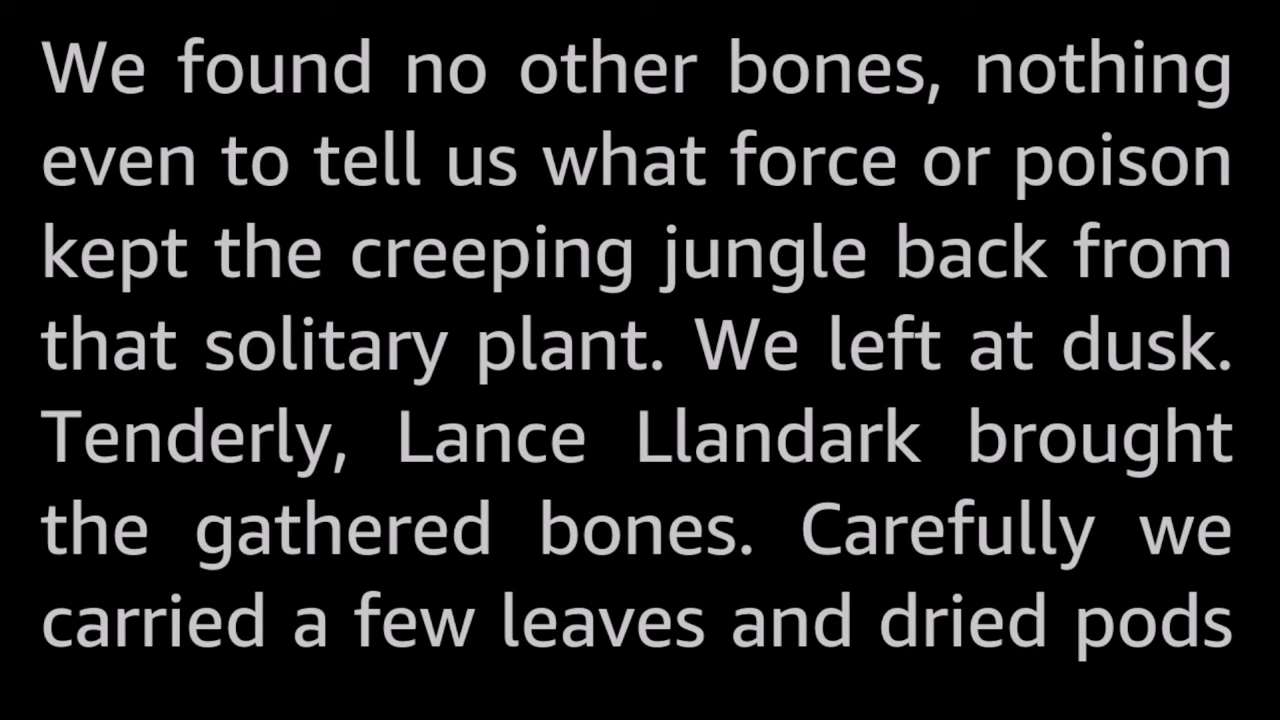 We found no other bones, nothing
even to tell us what force or poison
kept the creeping jungle back from
that solitary plant. We left at dusk.
Tenderly, Lance Llandark brought
the gathered bones. Carefully we
carried a few leaves and dried pods